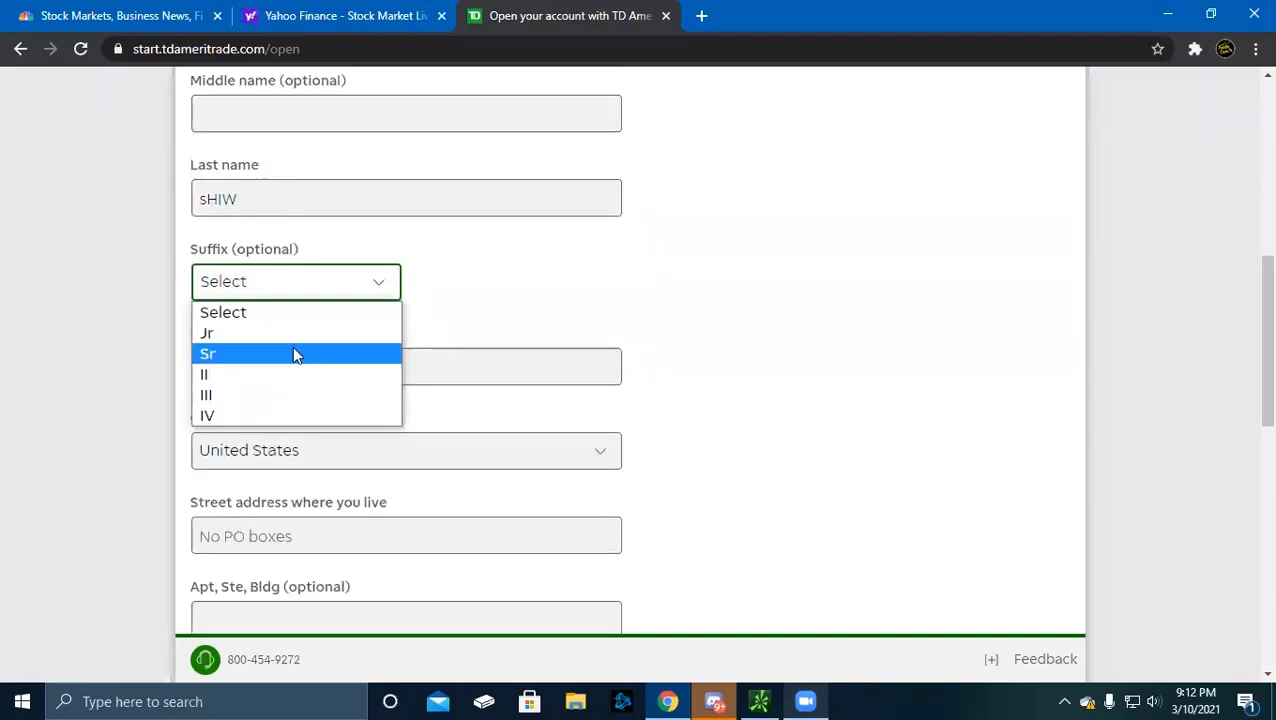 Stock Markets, Business News, Fi
Yahoo Finance - Stock Market Liv
TD
Open your account with TD Ame
start.tdameritrade.com/open
Middle name (optional)
Last name
sHIW
Suffix (optional)
Select
Select
Jr
Sr
II
III
IV
United States
Street address where you live
No PO boxes
Apt, Ste, Bldg (optional)
800-454-9272
[+] Feedback
Type here to search
9+
9:12 PM
3/10/2021
1